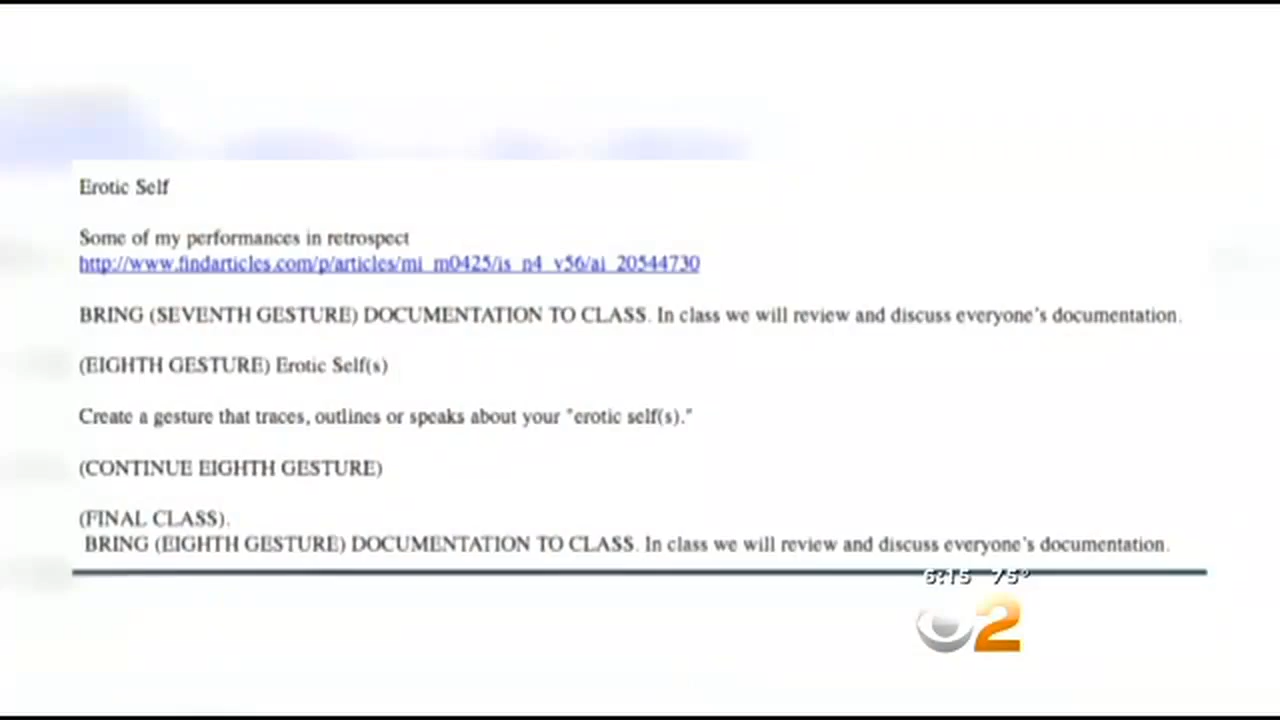 Erotic Self
Some of my performances in retrospect
http://www.findarticles.com/p/articles/mi_m0425/is_n4_v56/ai_20544730
BRING (SEVENTH GESTURE) DOCUMENTATION TO CLASS. In class we will review and discuss everyone's documentation.
(EIGHTH GESTURE) Erotic Self(s)
Create a gesture that traces, outlines or speaks about your "erotic self(s)."
(CONTINUE EIGHTH GESTURE)
(FINAL CLASS).
BRING (EIGHTH GESTURE) DOCUMENTATION TO CLASS. In class we will review and discuss everyone's documentation.
6:15 75°
2